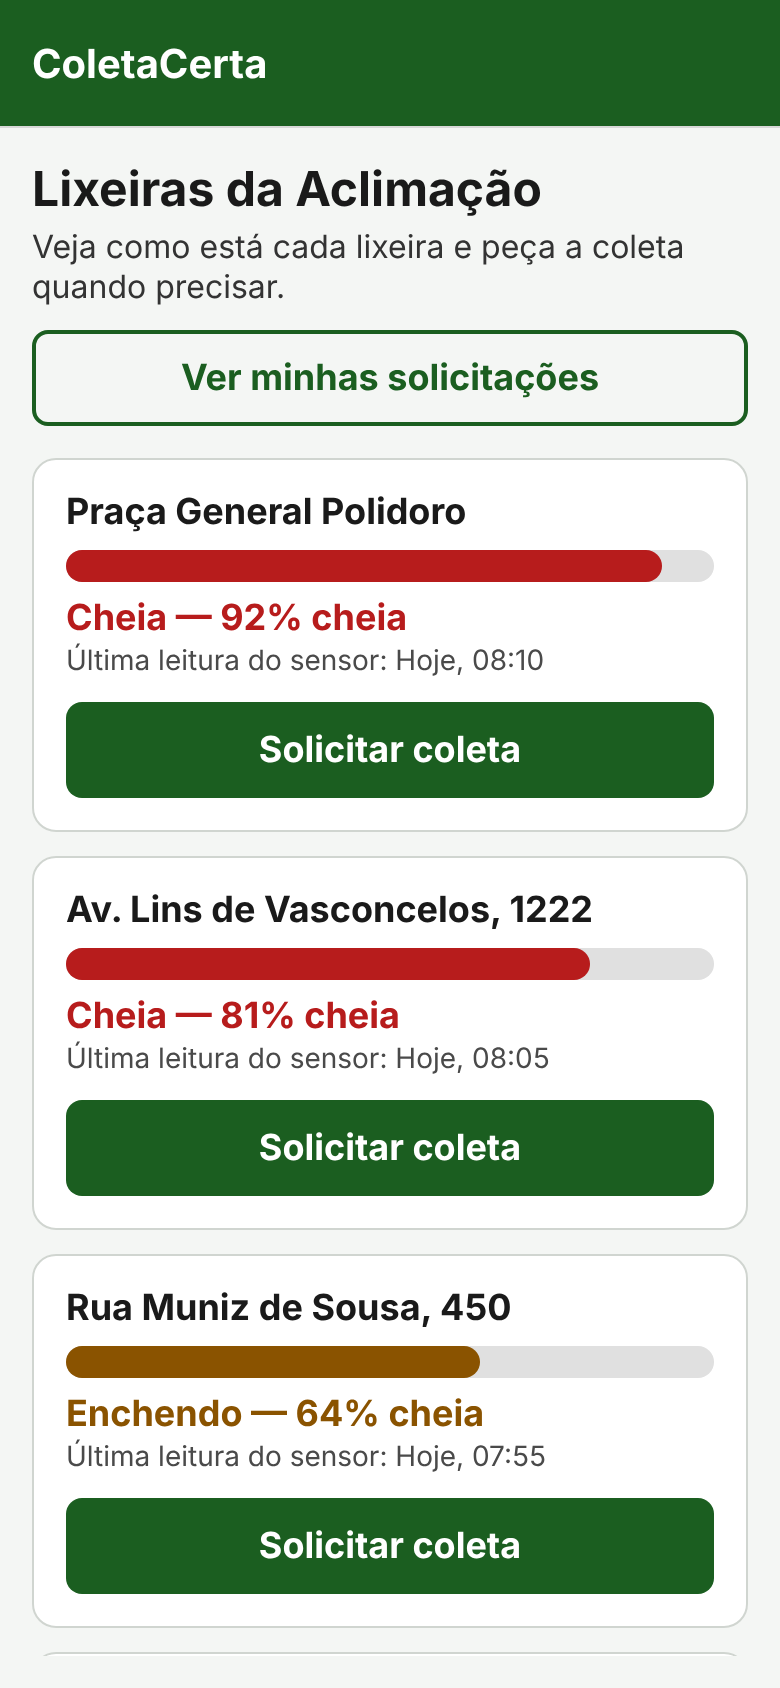 ColetaCerta
Lixeiras da Aclimação
Veja como está cada lixeira e peça a coleta
quando precisar.
Ver minhas solicitações
Praça General Polidoro
Cheia — 92% cheia
Última leitura do sensor: Hoje, 08:10
Solicitar coleta
Av. Lins de Vasconcelos, 1222
Cheia — 81% cheia
Última leitura do sensor: Hoje, 08:05
Solicitar coleta
Rua Muniz de Sousa, 450
Enchendo — 64% cheia
Última leitura do sensor: Hoje, 07:55
Solicitar coleta